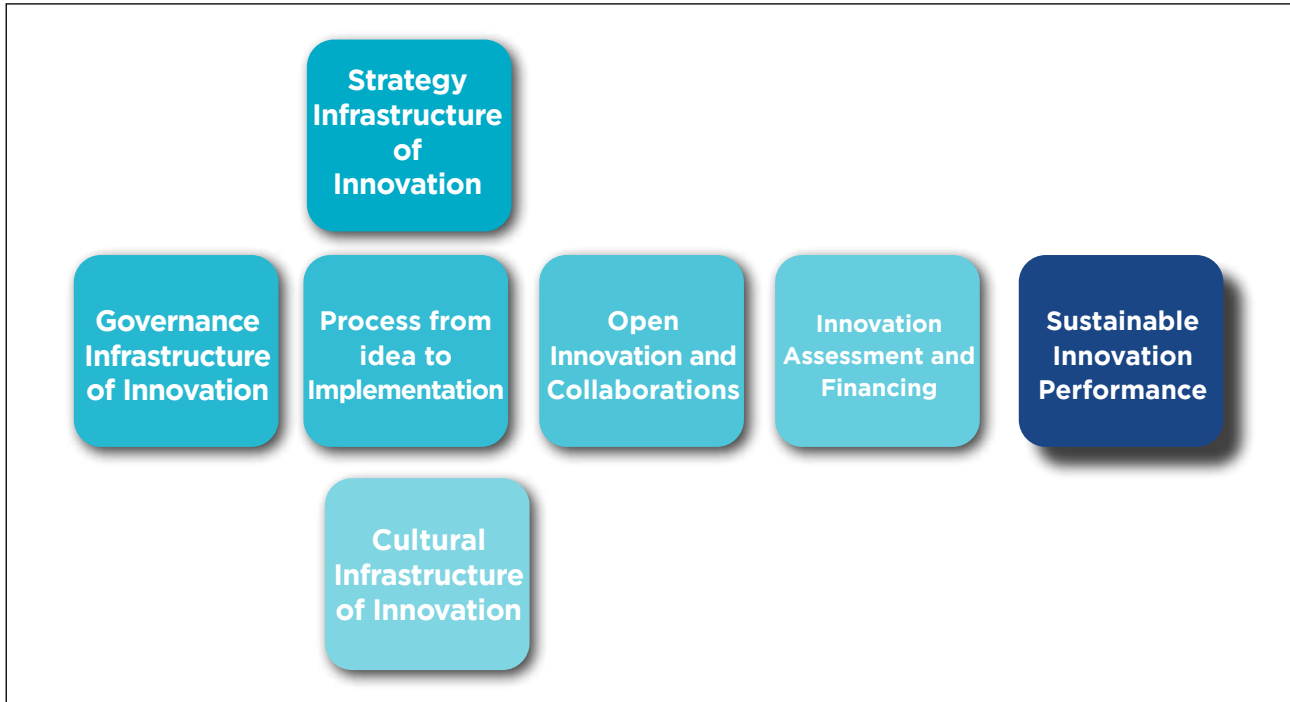 Strategy
Infrastructure
of
Innovation
Governance
Infrastructure
of Innovation
Process from
idea to
Implementation
Open
Innovation and
Collaborations
Innovation
Assessment and
Financing
Sustainable
Innovation
Performance
Cultural
Infrastructure
of Innovation